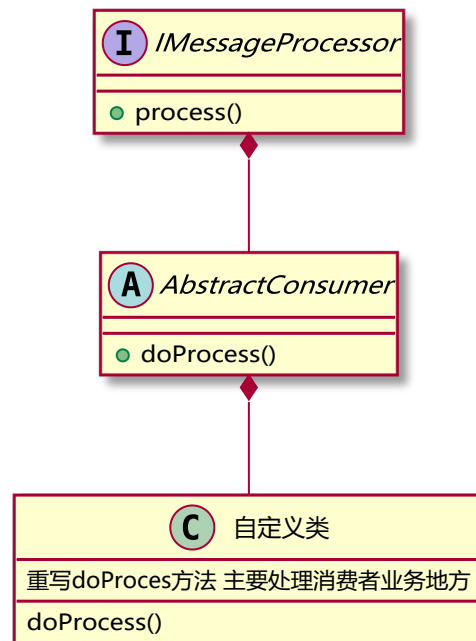 I IMessageProcessor
process()
A AbstractConsumer
doProcess()
C 自定义类
重写doProces方法 主要处理消费者业务地方
doProcess()